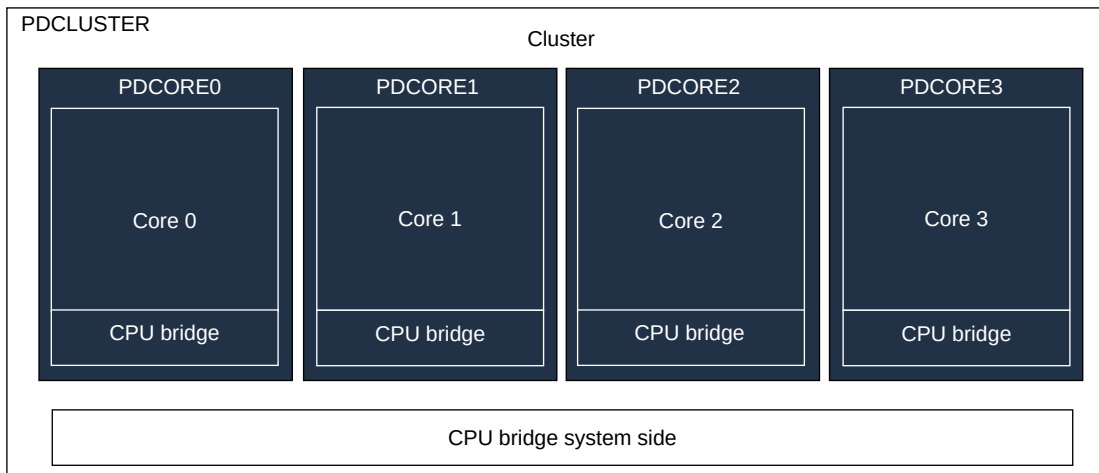 PDCLUSTER
Cluster
PDCORE0 PDCORE1 PDCORE2 PDCORE3
Core 0 Core 1 Core 2 Core 3
CPU bridge CPU bridge CPU bridge CPU bridge
CPU bridge system side